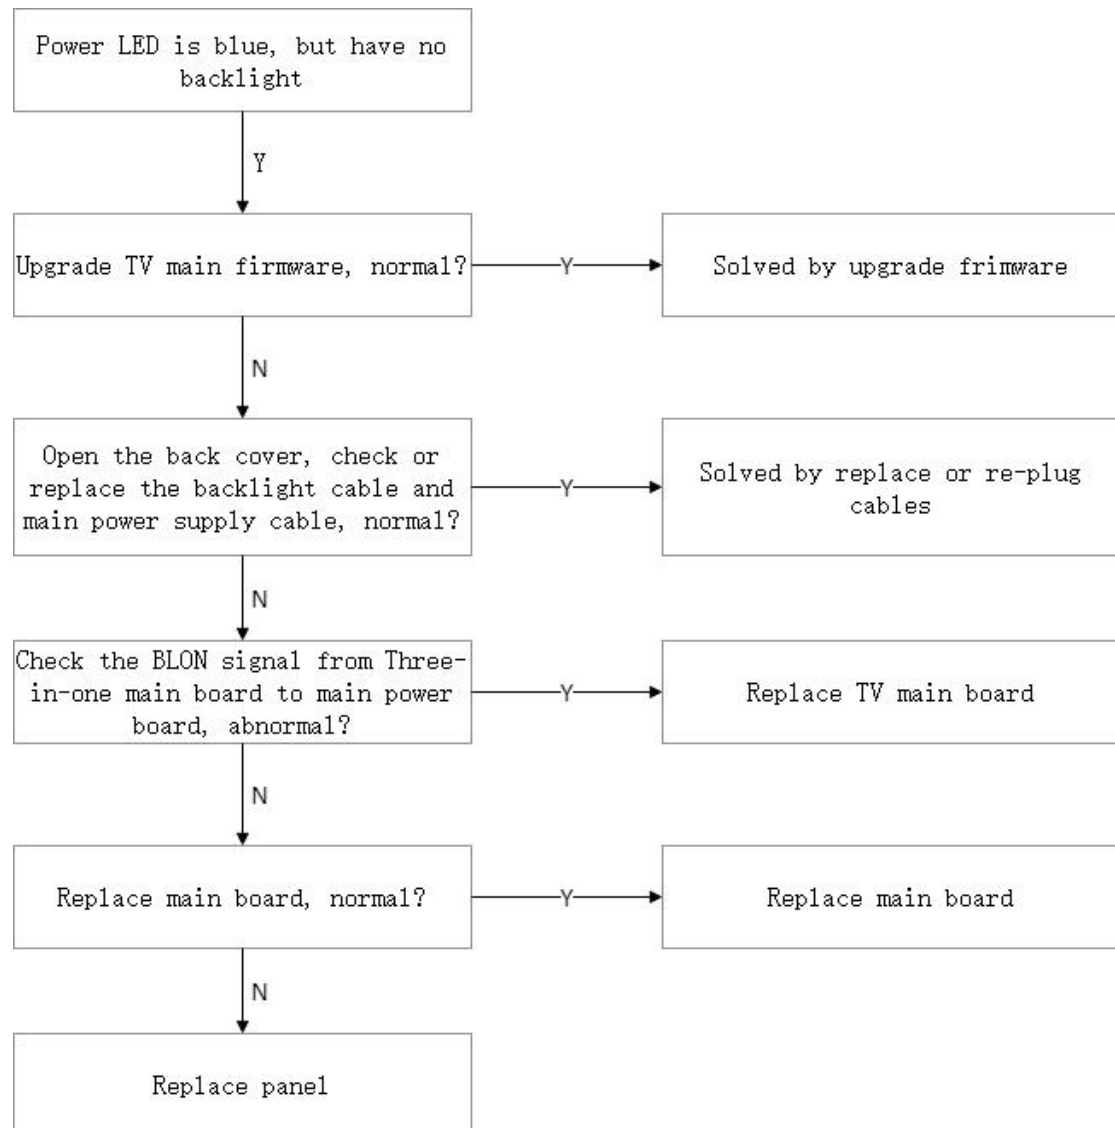 Power LED is blue, but have no
backlight
Y
Upgrade TV main firmware, normal?
Y
Solved by upgrade frimware
N
Open the back cover, check or
replace the backlight cable and
main power supply cable, normal?
Y
Solved by replace or re-plug
cables
N
Check the BLON signal from Three-
in-one main board to main power
board, abnormal?
Y
Replace TV main board
N
Replace main board, normal?
Y
Replace main board
N
Replace panel